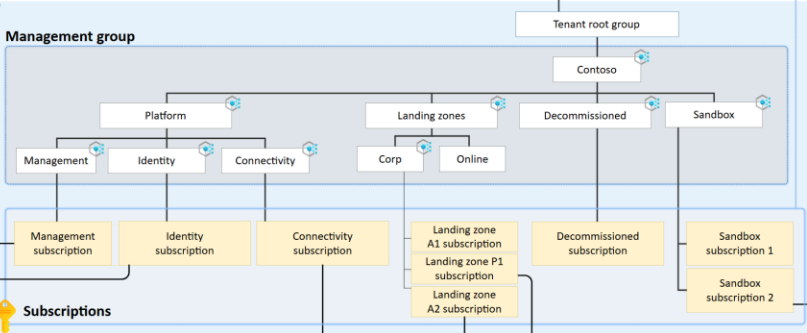 Tenant root group
Management group
Contoso
Platform
Landing zones
Decommissioned
Sandbox
Management
Identity
Connectivity
Corp
Online
Management
subscription
Identity
subscription
Connectivity
subscription
Landing zone
A1 subscription
Landing zone P1
subscription
Landing zone
A2 subscription
Decommissioned
subscription
Sandbox
subscription 1
Sandbox
subscription 2
Subscriptions